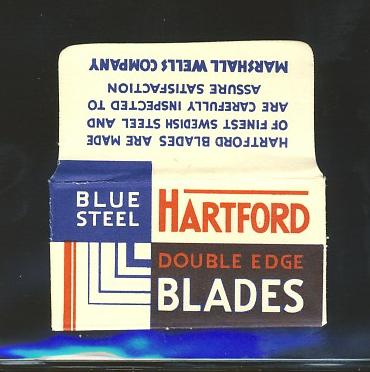 HARTFORD BLADES ARE MADE
OF FINEST SWEDISH STEEL AND
ARE CAREFULLY INSPECTED TO
ASSURE SATISFACTION
MARSHALL WELLS COMPANY
BLUE
STEEL
HARTFORD
DOUBLE EDGE
BLADES